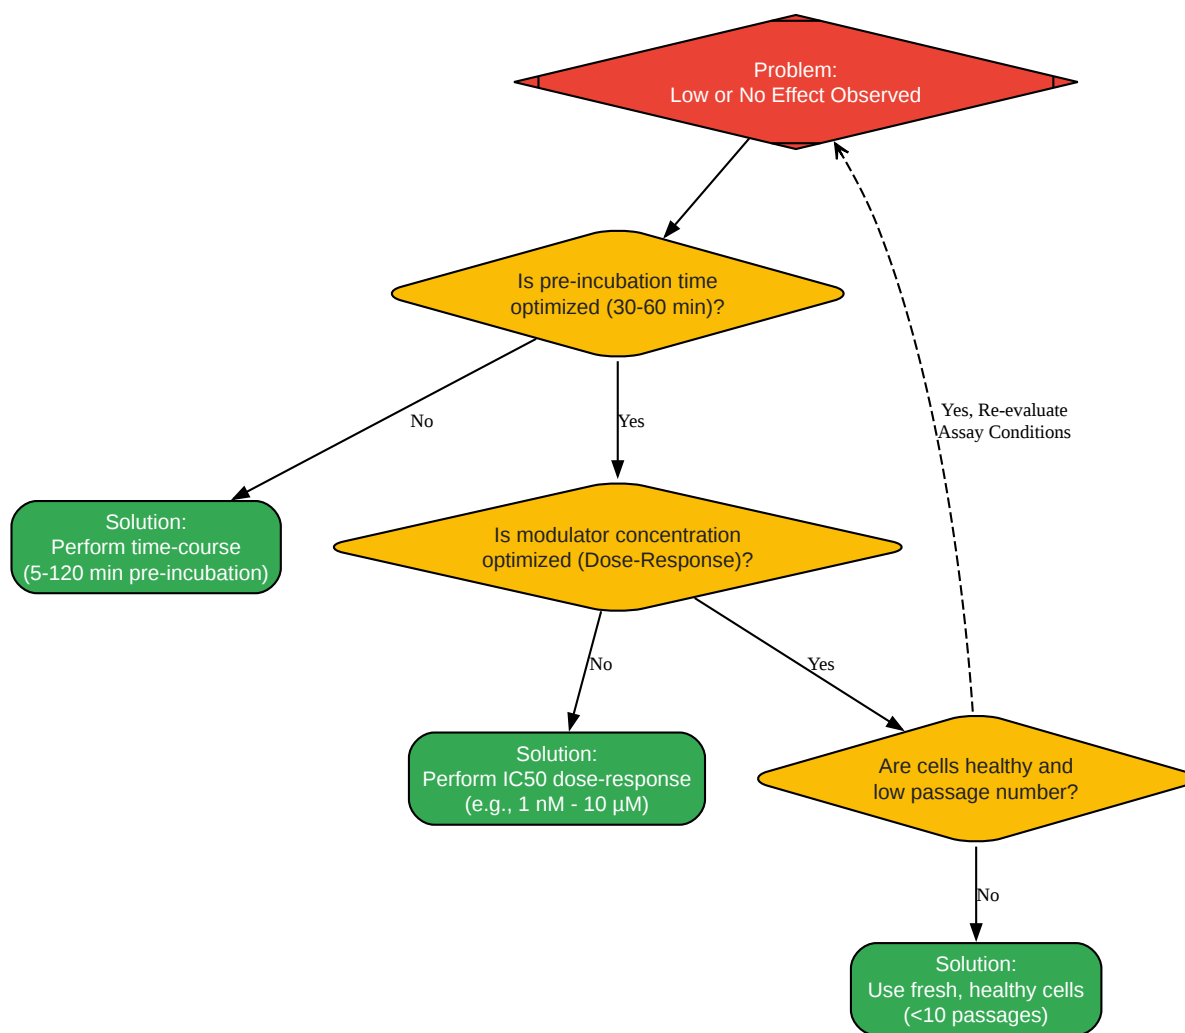 Problem:
Low or No Effect Observed
Is pre-incubation time
optimized (30-60 min)?
No
Yes
Yes, Re-evaluate
Assay Conditions
Solution:
Perform time-course
(5-120 min pre-incubation)
Is modulator concentration
optimized (Dose-Response)?
No
Yes
Solution:
Perform IC50 dose-response
(e.g., 1 nM - 10 µM)
Are cells healthy and
low passage number?
No
Solution:
Use fresh, healthy cells
(<10 passages)